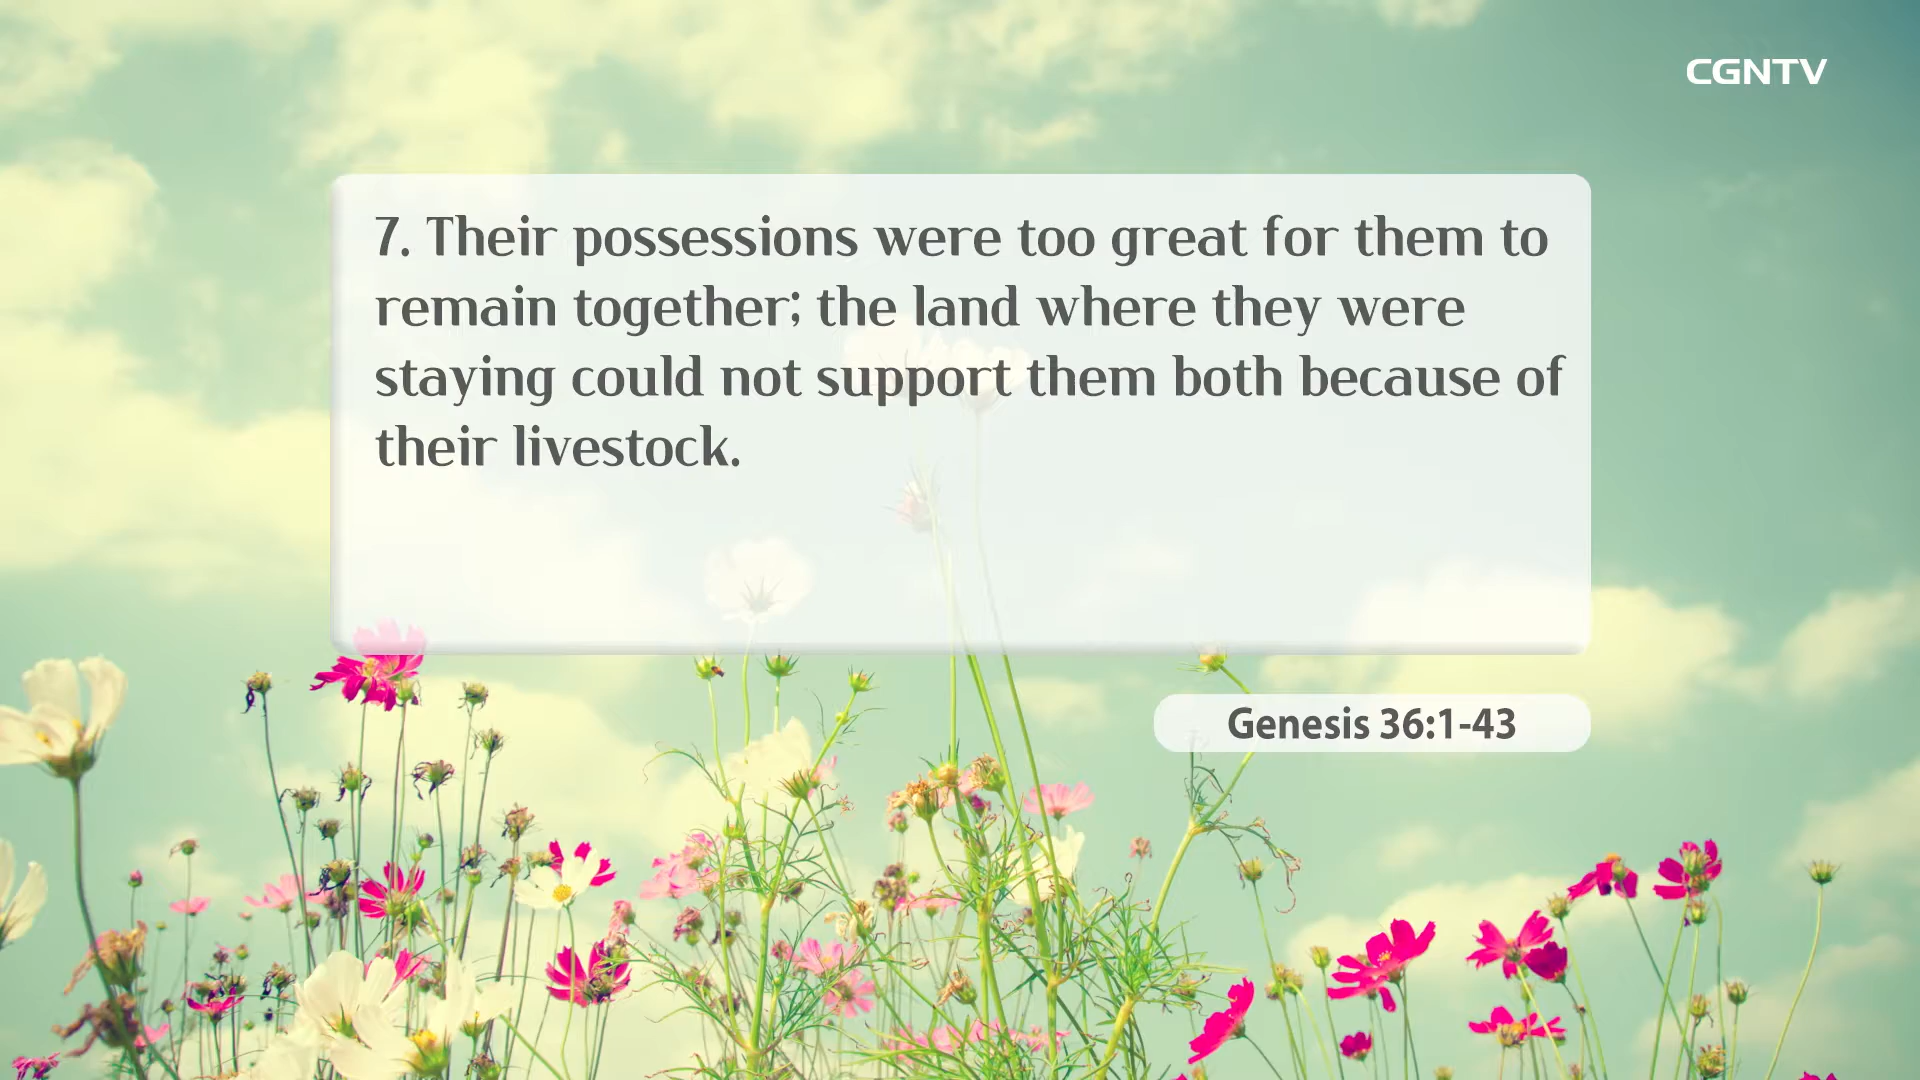 CGNTV
7. Their possessions were too great for them to
remain together; the land where they were
staying could not support them both because of
their livestock.
Genesis 36:1-43